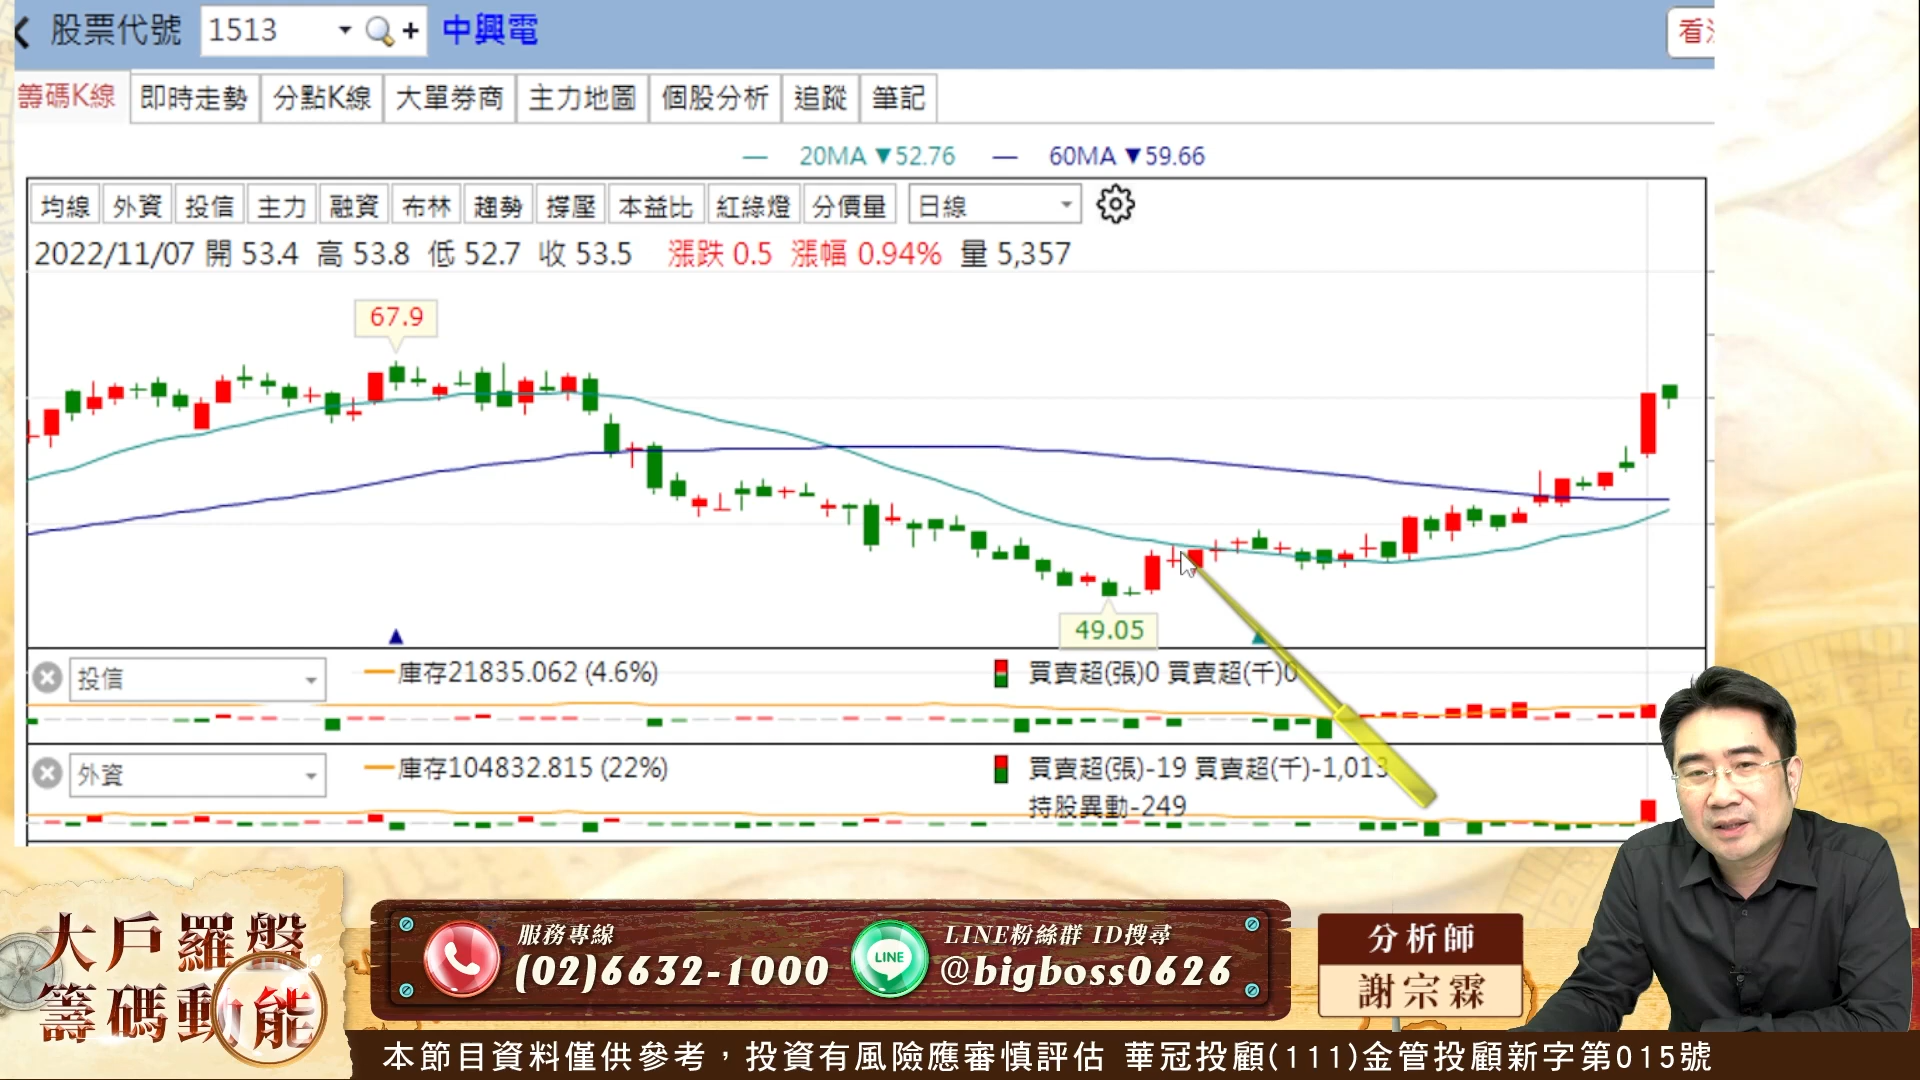 股票代號 1513 中興電
籌碼K線 即時走勢 分點K線 大單券商 主力地圖 個股分析 追蹤 筆記
20MA ▼52.76 60MA ▼59.66
均線 外資 投信 主力 融資 布林 趨勢 撐壓 本益比 紅綠燈 分價量 日線
2022/11/07 開 53.4 高 53.8 低 52.7 收 53.5 漲跌 0.5 漲幅 0.94% 量 5,357
67.9
49.05
投信 庫存21835.062 (4.6%) 買賣超(張)0 買賣超(千)0
外資 庫存104832.815 (22%) 買賣超(張)-19 買賣超(千)-1,013
持股異動-249
大戶羅盤
籌碼動能
服務專線
(02)6632-1000
LINE
LINE粉絲群 ID搜尋
@bigboss0626
分析師
謝宗霖
本節目資料僅供參考，投資有風險應審慎評估 華冠投顧(111)金管投顧新字第015號